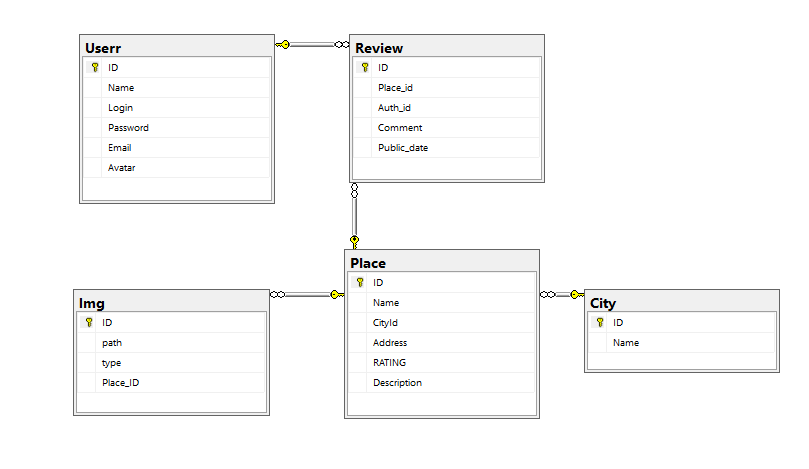 Userr
ID
Name
Login
Password
Email
Avatar
Review
ID
Place_id
Auth_id
Comment
Public_date
Img
ID
path
type
Place_ID
Place
ID
Name
CityId
Address
RATING
Description
City
ID
Name